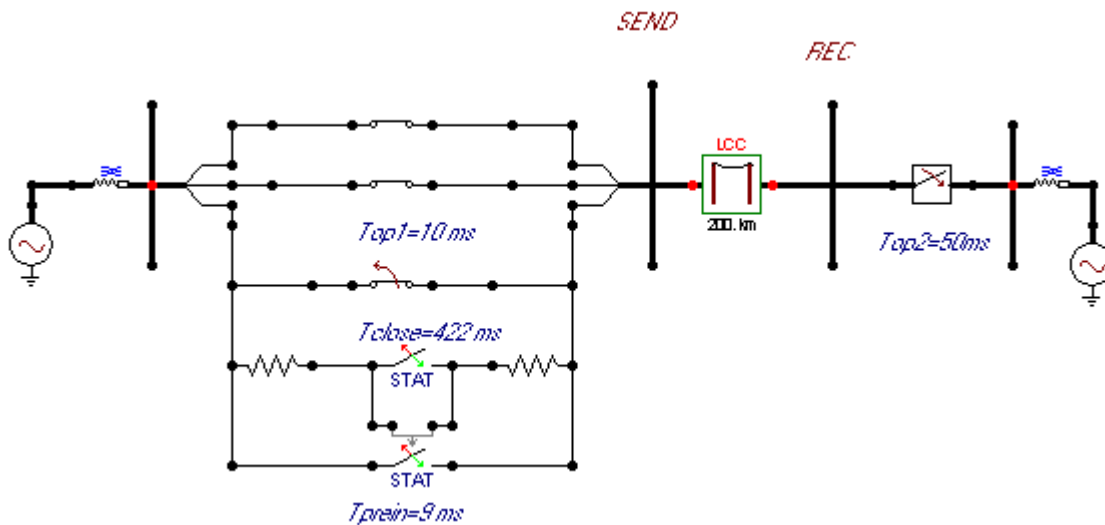 SEND
REC
LCC
200. km
Top1=10 ms
Top2=50ms
Tclose=422 ms
STAT
STAT
Tprein=9 ms